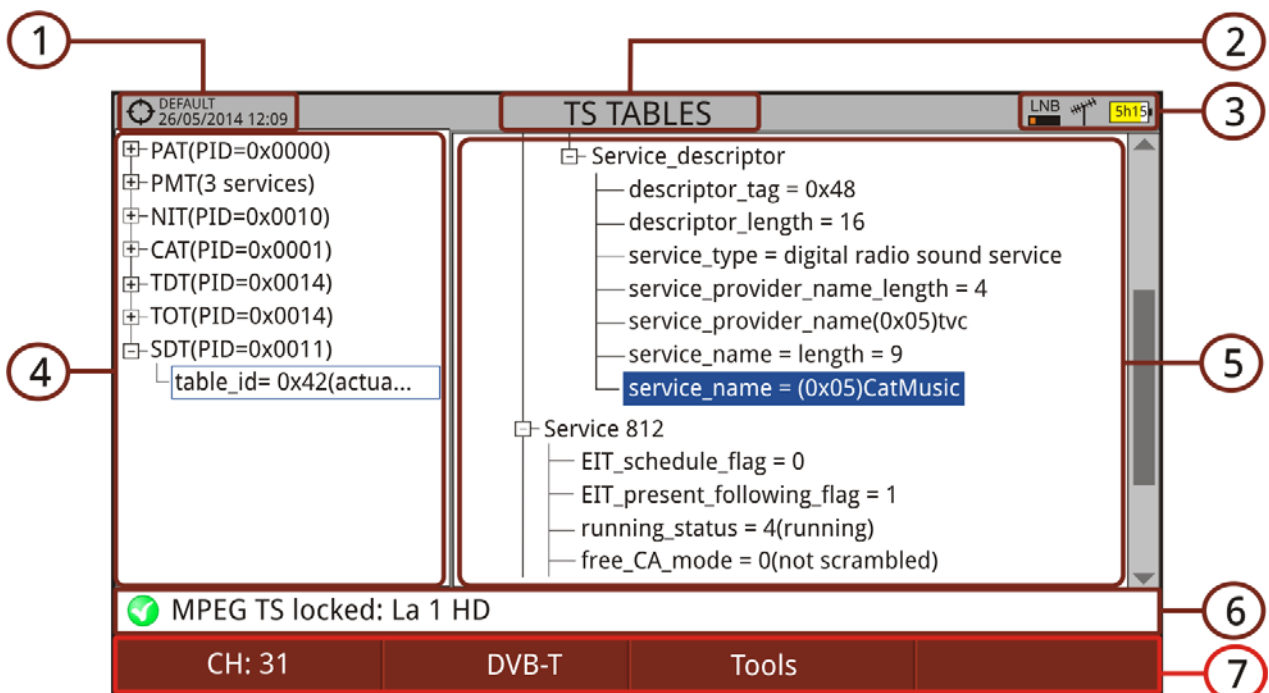 1
2
DEFAULT
26/05/2014 12:09
TS TABLES
LNB
5h15
3
PAT(PID=0x0000)
PMT(3 services)
NIT(PID=0x0010)
CAT(PID=0x0001)
TDT(PID=0x0014)
TOT(PID=0x0014)
SDT(PID=0x0011)
table_id= 0x42(actua...
4
Service_descriptor
descriptor_tag = 0x48
descriptor_length = 16
service_type = digital radio sound service
service_provider_name_length = 4
service_provider_name(0x05)tvc
service_name = length = 9
service_name = (0x05)CatMusic
Service 812
EIT_schedule_flag = 0
EIT_present_following_flag = 1
running_status = 4(running)
free_CA_mode = 0(not scrambled)
5
MPEG TS locked: La 1 HD
6
CH: 31
DVB-T
Tools
7